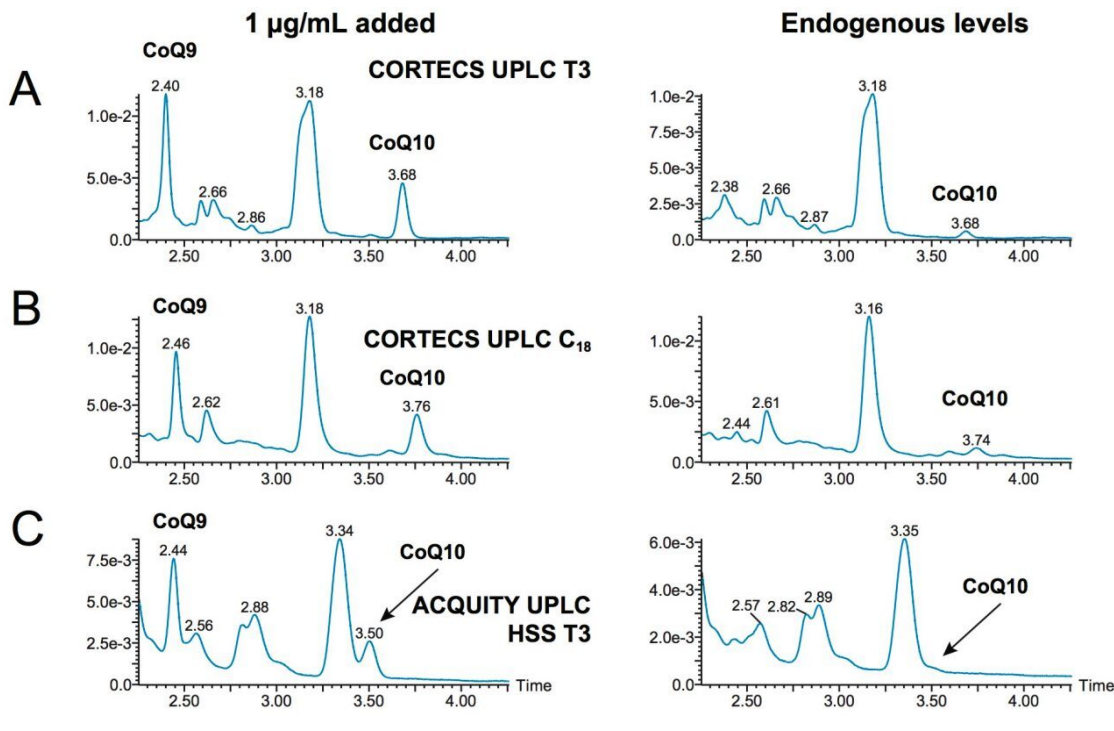 1 µg/mL added
Endogenous levels
A
CoQ9
CORTECS UPLC T3
CoQ10
2.40
2.66
2.86
3.18
3.68
1.0e-2
5.0e-3
0.0
2.50
3.00
3.50
4.00
CoQ10
2.38
2.66
2.87
3.18
3.68
1.0e-2
7.5e-3
5.0e-3
2.5e-3
0.0
2.50
3.00
3.50
4.00
B
CoQ9
CORTECS UPLC C18
CoQ10
2.46
2.62
3.18
3.76
1.0e-2
5.0e-3
0.0
2.50
3.00
3.50
4.00
CoQ10
2.44
2.61
3.16
3.74
1.0e-2
5.0e-3
0.0
2.50
3.00
3.50
4.00
C
CoQ9
CoQ10
ACQUITY UPLC
HSS T3
2.44
2.56
2.88
3.34
3.50
7.5e-3
5.0e-3
2.5e-3
0.0
2.50
3.00
3.50
4.00
Time
CoQ10
2.57
2.82
2.89
3.35
6.0e-3
4.0e-3
2.0e-3
0.0
2.50
3.00
3.50
4.00
Time